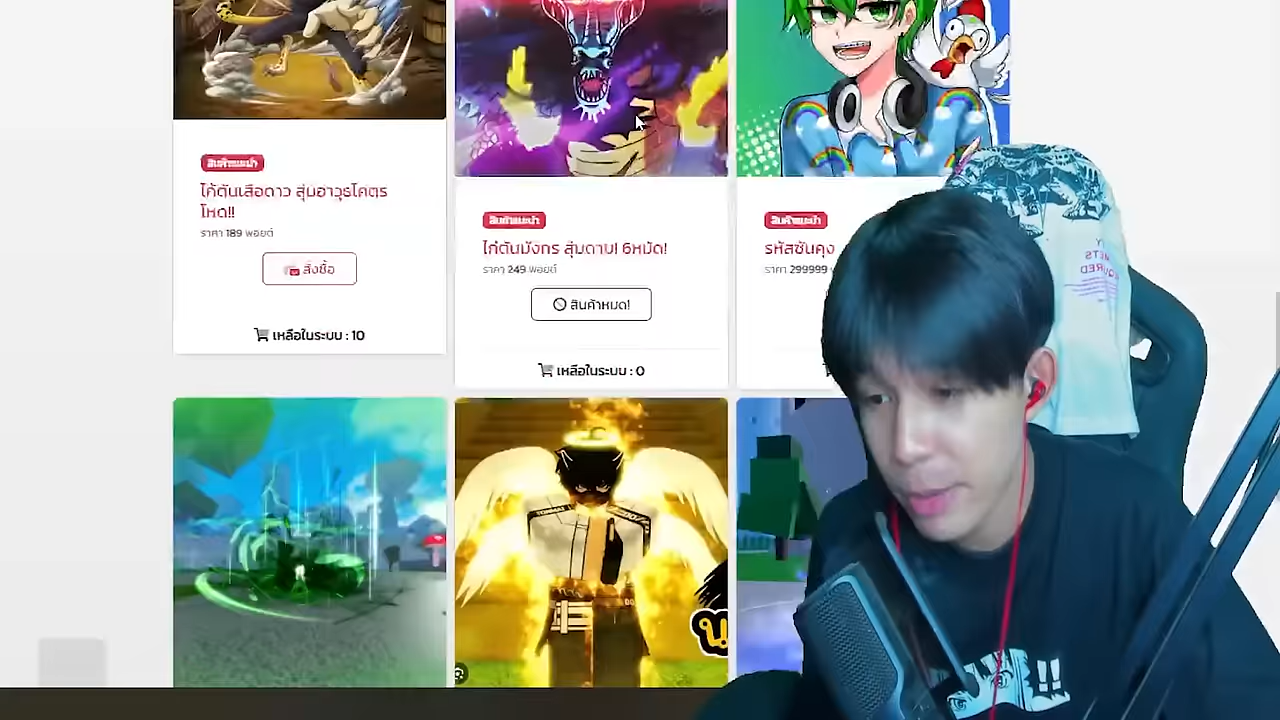 สินค้าแนะนำ
โค้ตันเสือดาว สุ่มอาวุธโคตร
โหด!!
ราคา 189 พอยต์
สั่งซื้อ
เหลือในระบบ : 10
สินค้าแนะนำ
ไก่ตันมังกร สุ่มดาบ! 6หมัด!
ราคา 249 พอยต์
สินค้าหมด!
เหลือในระบบ : 0
สินค้าแนะนำ
รหัสซันคุง
ราคา 299999
!!